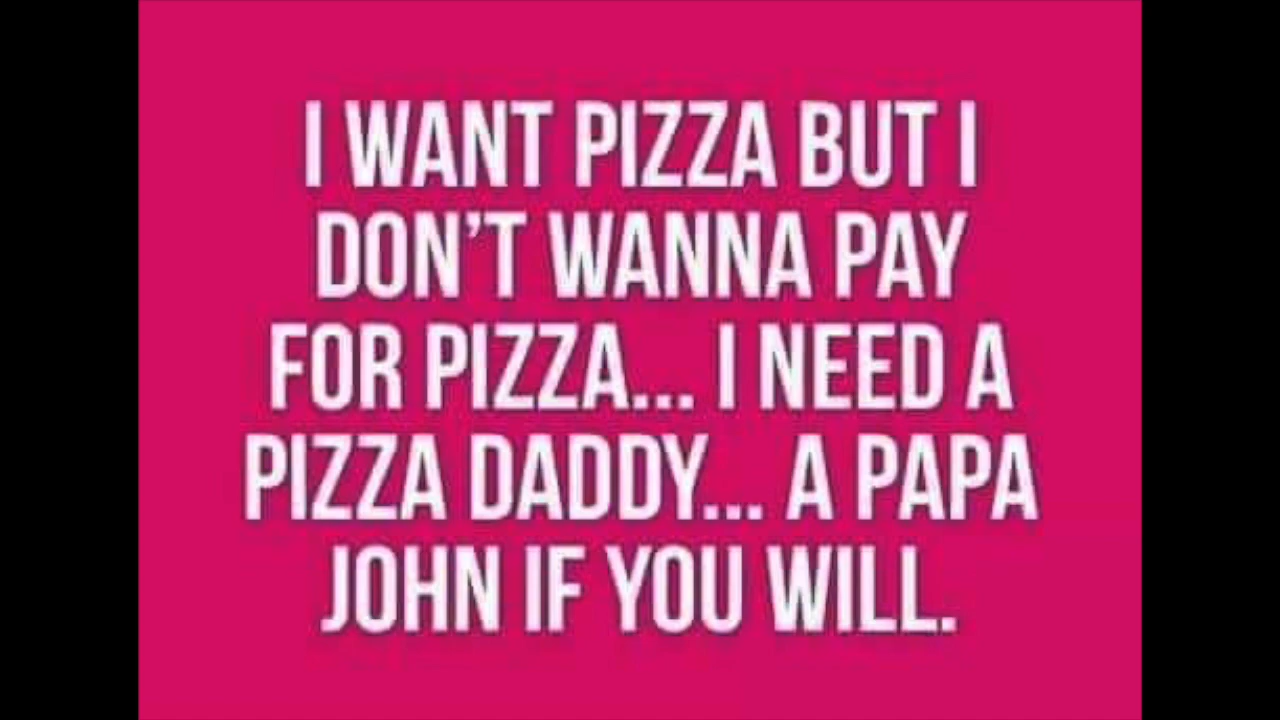 I WANT PIZZA BUT I
DON'T WANNA PAY
FOR PIZZA... I NEED A
PIZZA DADDY... A PAPA
JOHN IF YOU WILL.